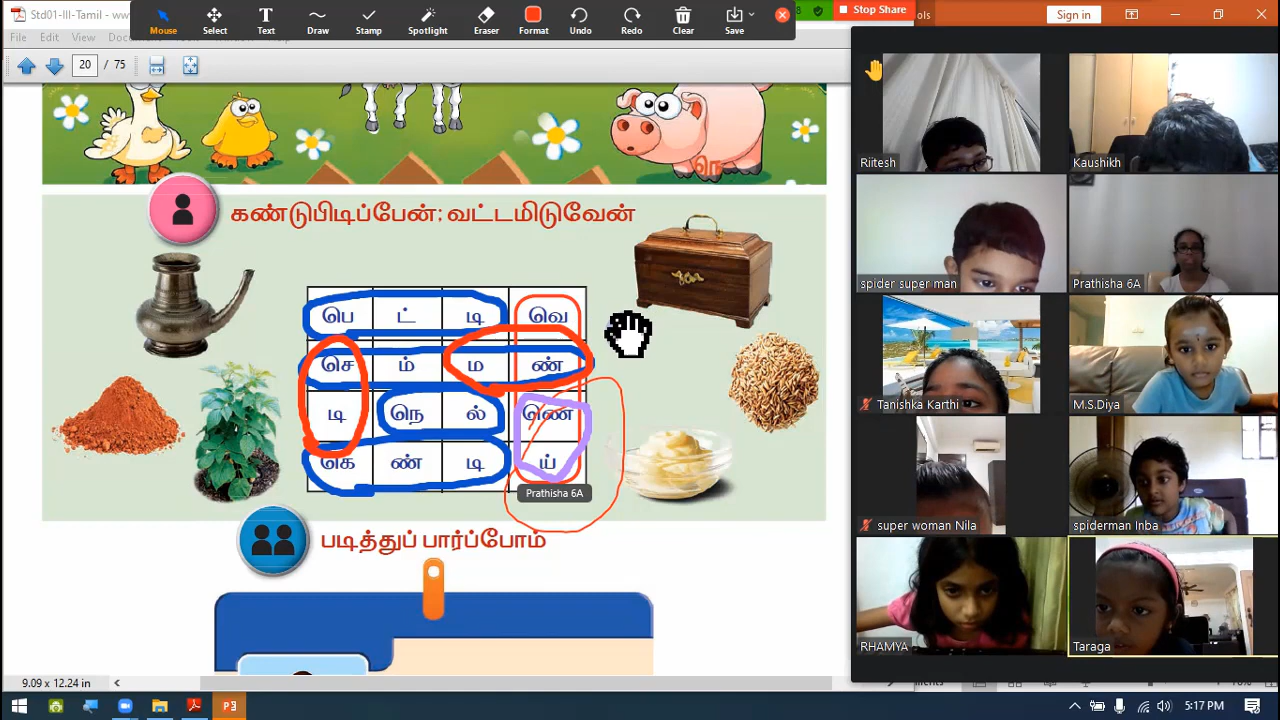 Std01-III-Tamil - www
Mouse Select Text Draw Stamp Spotlight Eraser Format Undo Redo Clear Save
Stop Share
Sign in
File Edit View
20 / 75
நெ
கண்டுபிடிப்பேன்; வட்டமிடுவேன்
பெ ட் டி வெ
செ ம் ம ண்
டி நெ ல் ணெ
கெ ண் டி ய்
Prathisha 6A
படித்துப் பார்ப்போம்
9.09 x 12.24 in
Riitesh
Kaushikh
spider super man
Prathisha 6A
Tanishka Karthi
M.S.Diya
super woman Nila
spiderman Inba
RHAMYA
Taraga
5:17 PM